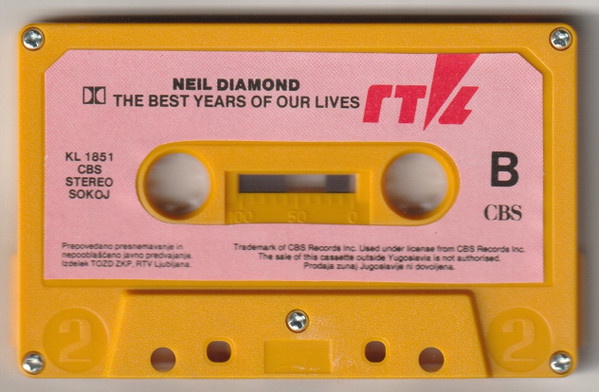 NEIL DIAMOND
THE BEST YEARS OF OUR LIVES
rtvL
KL 1851
CBS
STEREO
SOKOJ
100 50 0
B
CBS
Prepovedano presnemavanje in
nepooblaščeno javno predvajanje.
Izdelek TOZD ZKP, RTV Ljubljana.
Trademark of CBS Records Inc. Used under license from CBS Records Inc.
The sale of this cassette outside Yugoslavia is not authorised.
Prodaja zunaj Jugoslavije ni dovoljena.
2
2